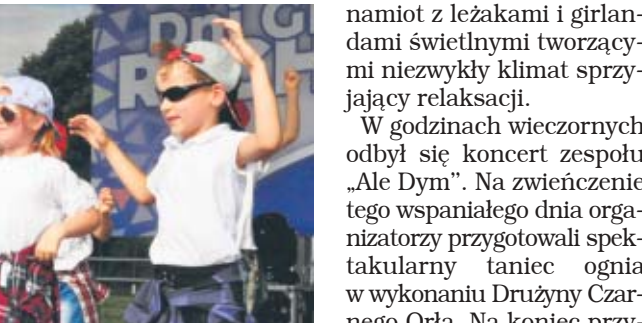 Dni G
namiot z leżakami i girlan-
dami świetlnymi tworzący-
mi niezwykły klimat sprzy-
jający relaksacji.
W godzinach wieczornych
odbył się koncert zespołu
„Ale Dym”. Na zwieńczenie
tego wspaniałego dnia orga-
nizatorzy przygotowali spek-
takularny taniec ognia
w wykonaniu Drużyny Czar-
nego Orła. Na koniec przy-